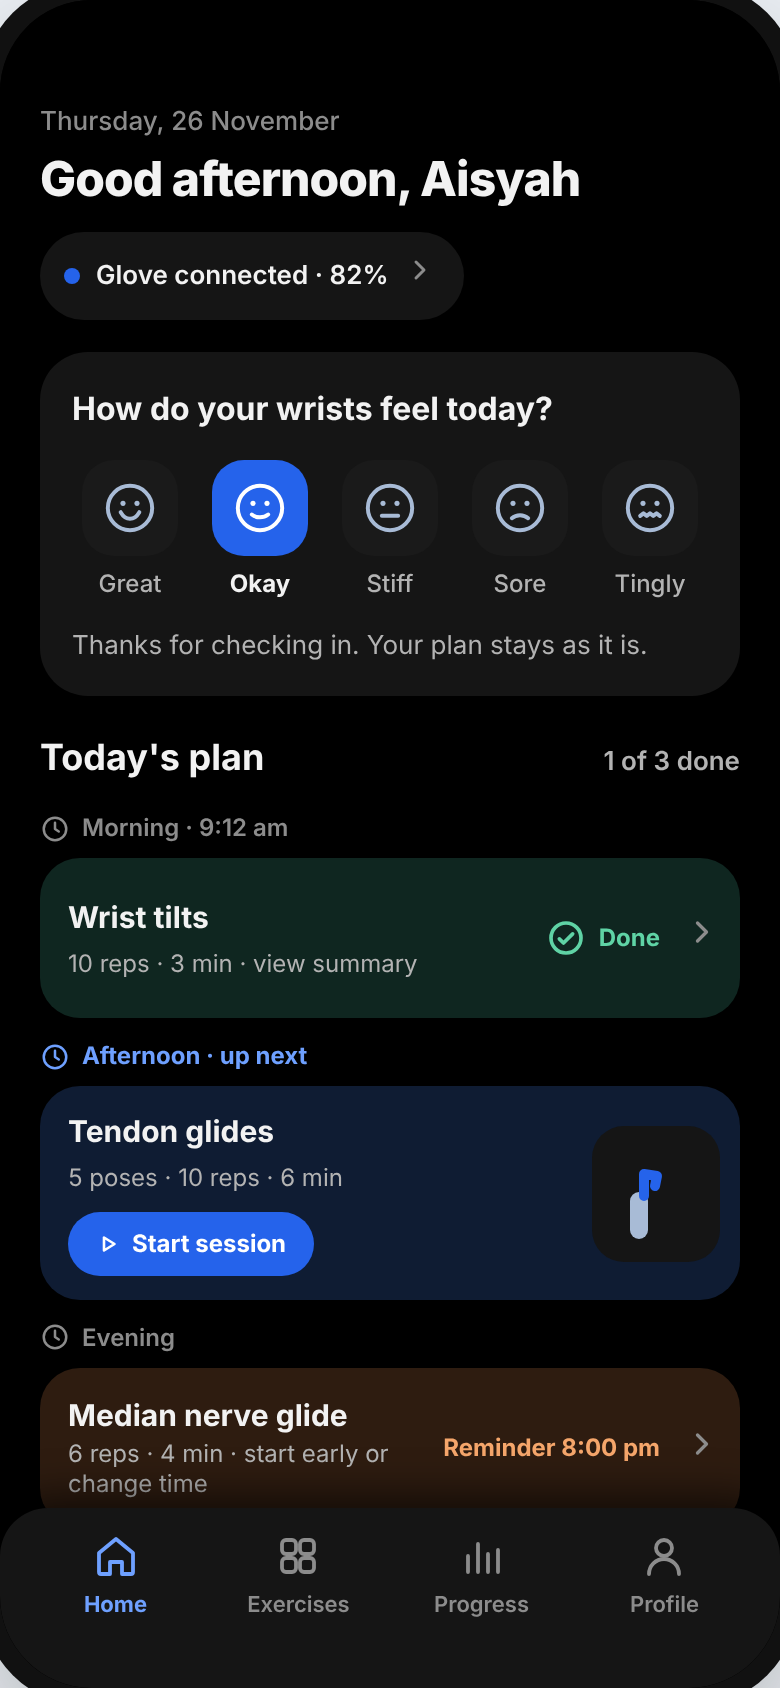 Thursday, 26 November
Good afternoon, Aisyah
Glove connected · 82%
How do your wrists feel today?
Great
Okay
Stiff
Sore
Tingly
Thanks for checking in. Your plan stays as it is.
Today's plan
1 of 3 done
Morning · 9:12 am
Wrist tilts
10 reps · 3 min · view summary
Done
Afternoon · up next
Tendon glides
5 poses · 10 reps · 6 min
Start session
Evening
Median nerve glide
6 reps · 4 min · start early or
change time
Reminder 8:00 pm
Home
Exercises
Progress
Profile